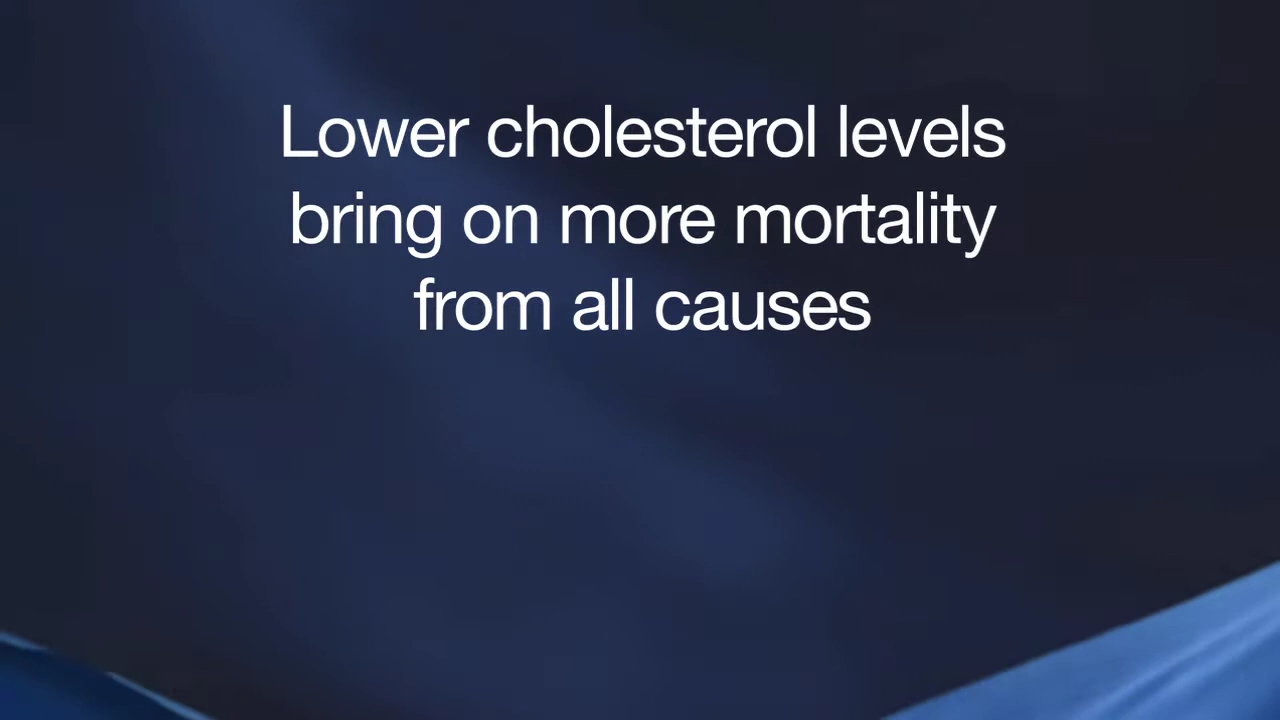 Lower cholesterol levels
bring on more mortality
from all causes